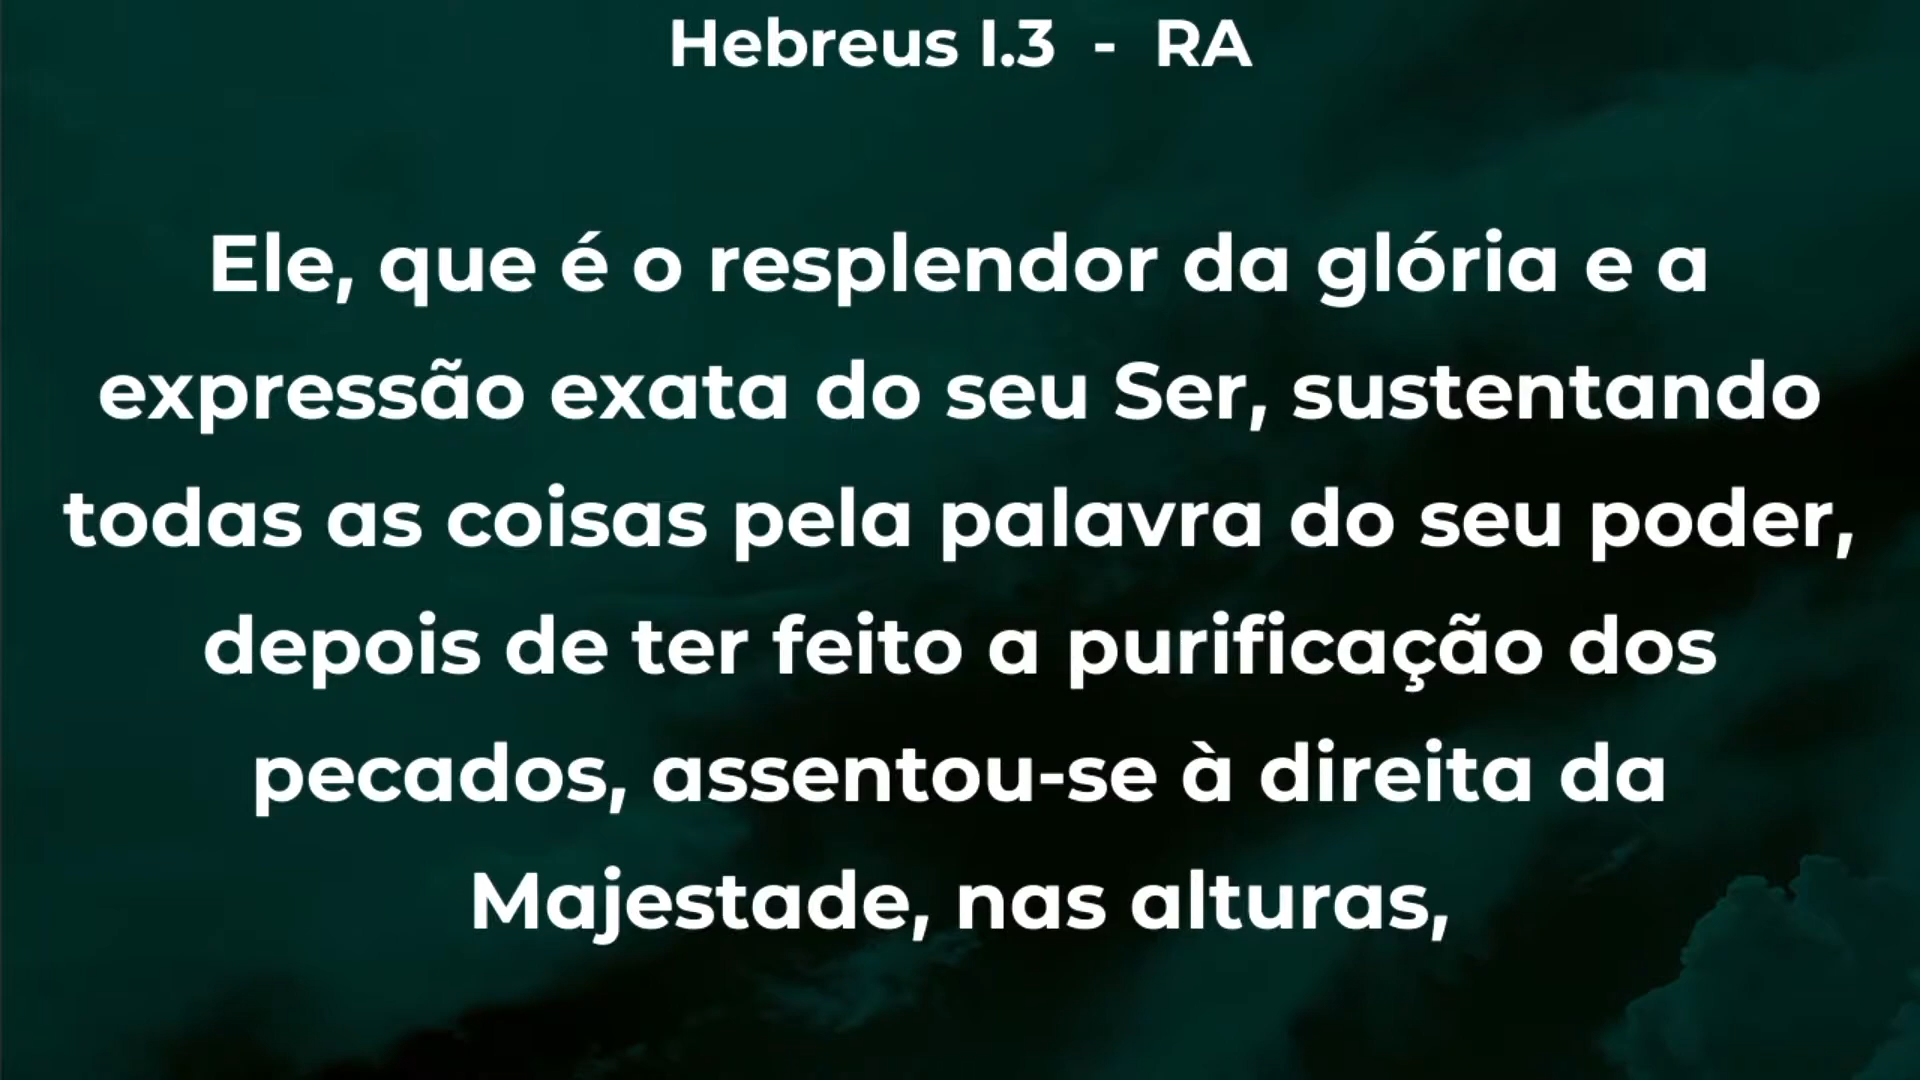 Hebreus 1.3 - RA
Ele, que é o resplendor da glória e a
expressão exata do seu Ser, sustentando
todas as coisas pela palavra do seu poder,
depois de ter feito a purificação dos
pecados, assentou-se à direita da
Majestade, nas alturas,